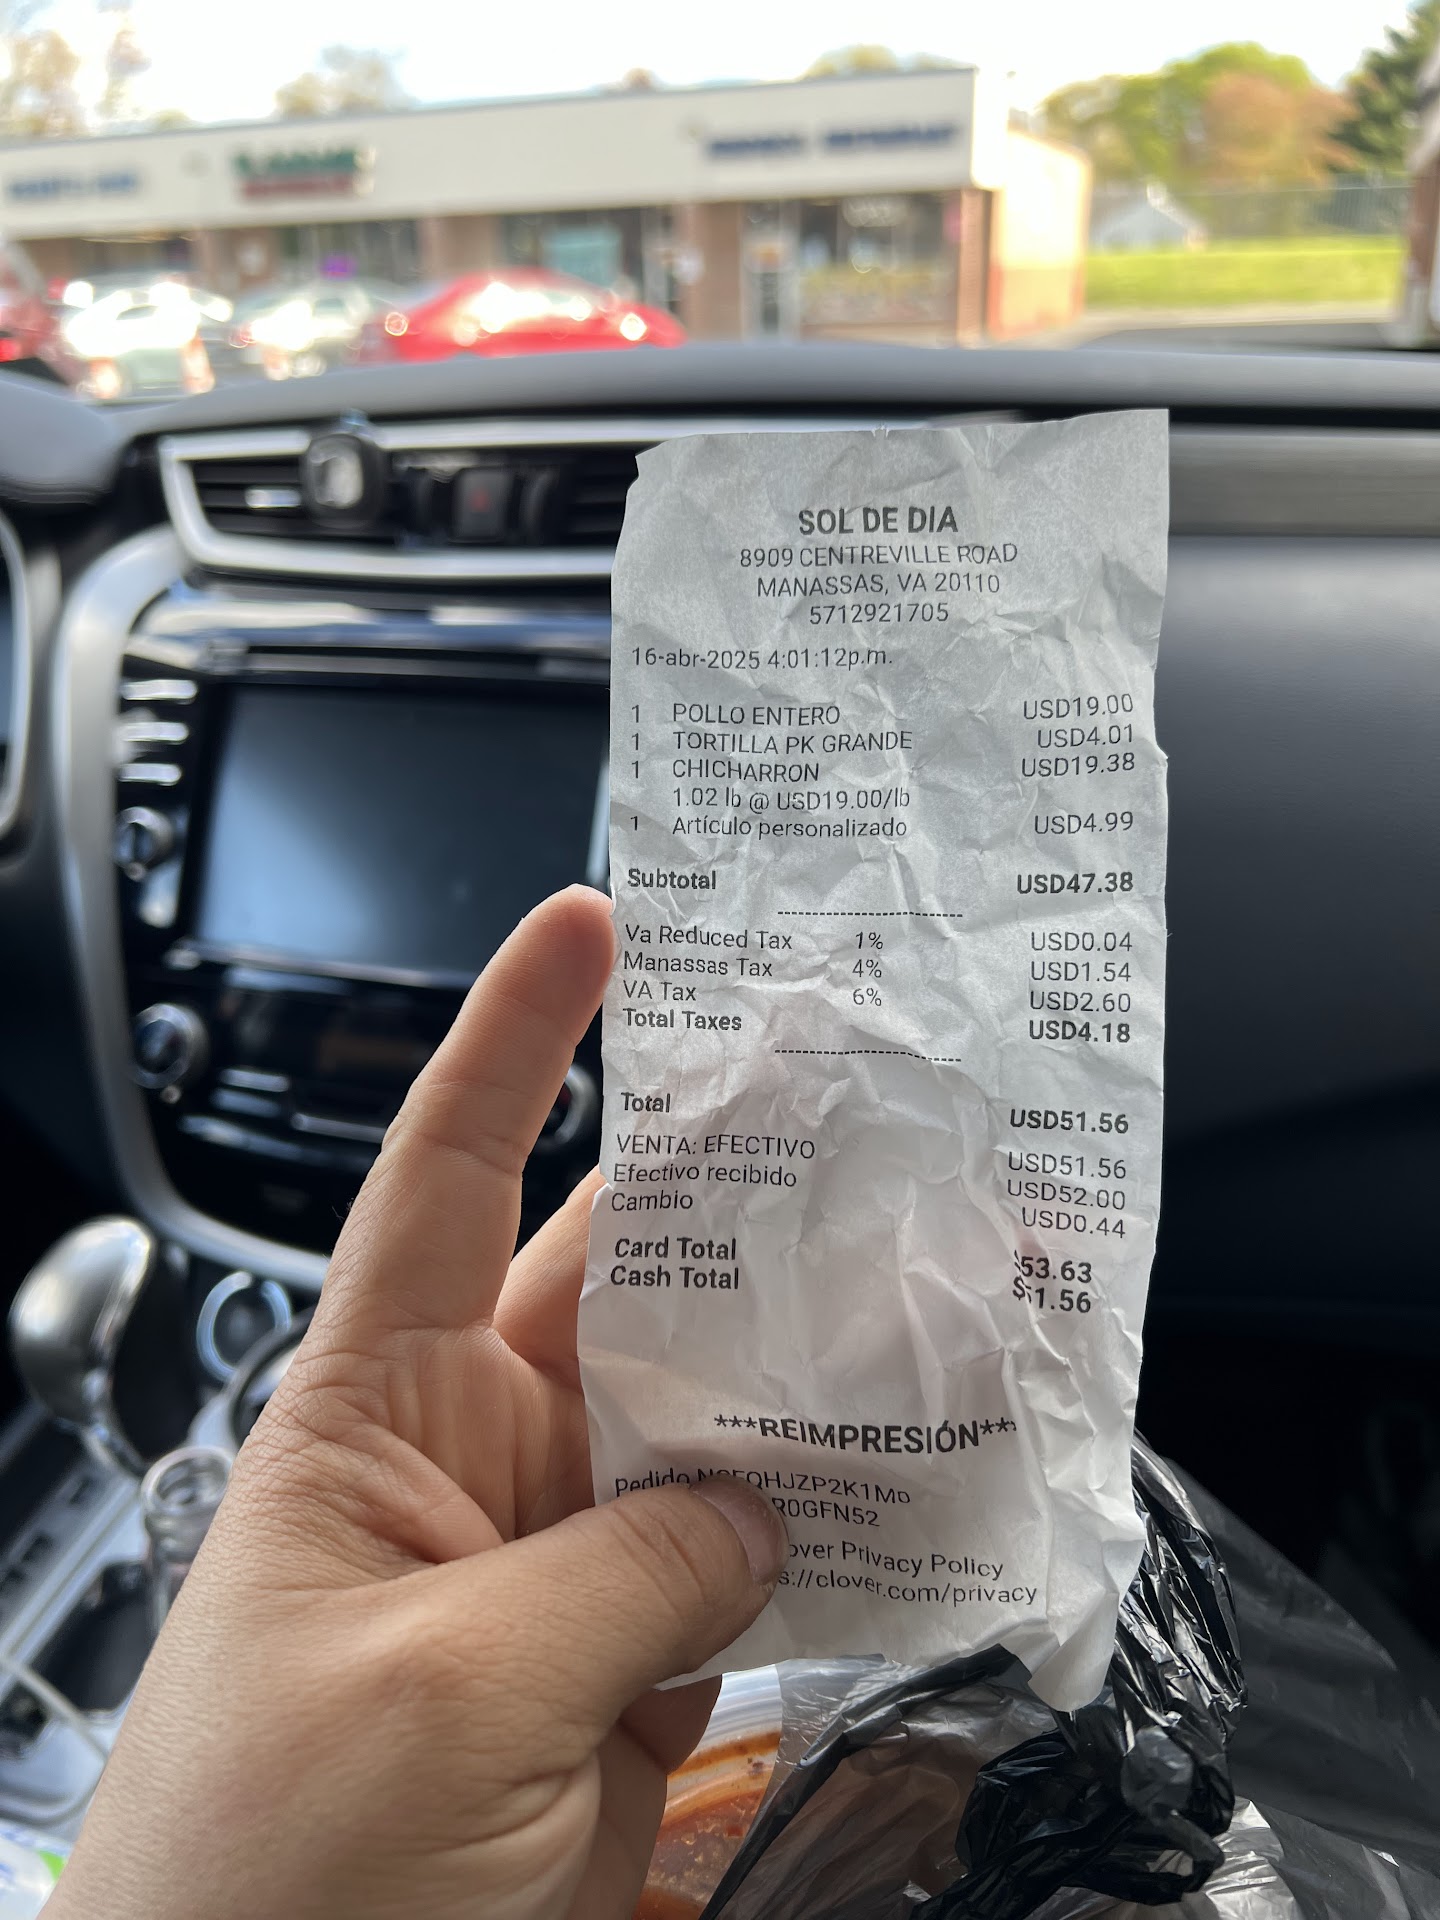 SOL DE DIA
8909 CENTREVILLE ROAD
MANASSAS, VA 20110
5712921705
16-abr-2025 4:01:12p.m.
1 POLLO ENTERO USD19.00
1 TORTILLA PK GRANDE USD4.01
1 CHICHARRON USD19.38
1.02 lb @ USD19.00/lb
1 Artículo personalizado USD4.99
Subtotal USD47.38
----------------------------
Va Reduced Tax 1% USD0.04
Manassas Tax 4% USD1.54
VA Tax 6% USD2.60
Total Taxes USD4.18
----------------------------
Total USD51.56
VENTA: EFECTIVO USD51.56
Efectivo recibido USD52.00
Cambio USD0.44
Card Total $53.63
Cash Total $51.56
***REIMPRESIÓN***
pedido
R0GFN52
Privacy Policy
s://clover.com/privacy